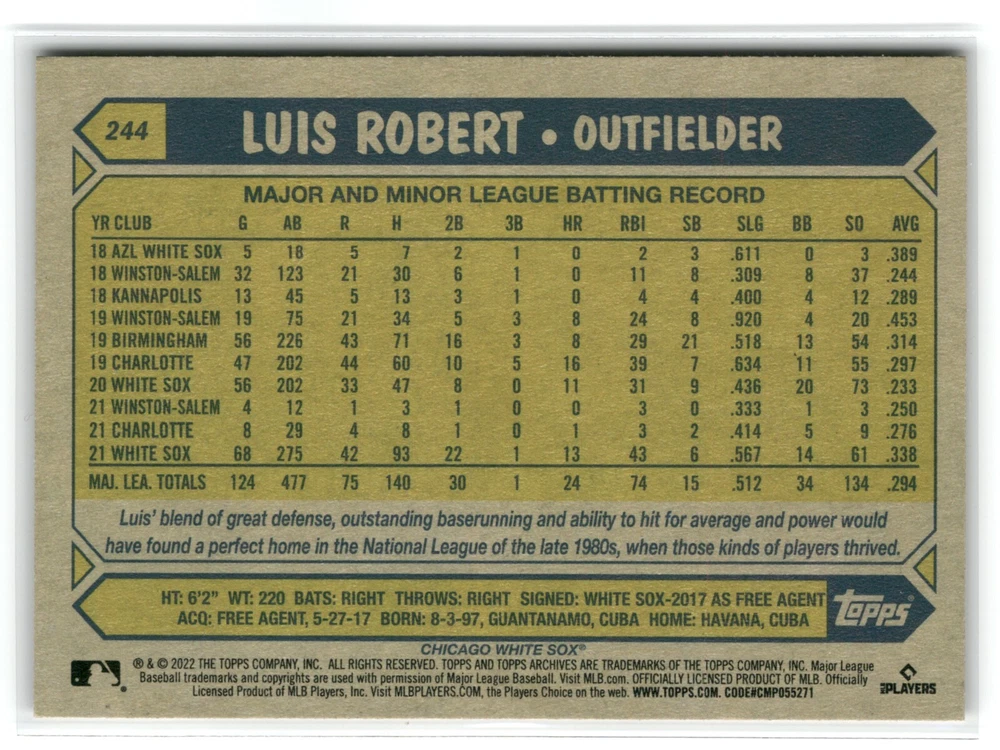 244 LUIS ROBERT • OUTFIELDER
MAJOR AND MINOR LEAGUE BATTING RECORD
YR CLUB G AB R H 2B 3B HR RBI SB SLG BB SO AVG
18 AZL WHITE SOX 5 18 5 7 2 1 0 2 3 .611 0 3 .389
18 WINSTON-SALEM 32 123 21 30 6 1 0 11 8 .309 8 37 .244
18 KANNAPOLIS 13 45 5 13 3 1 0 4 4 .400 4 12 .289
19 WINSTON-SALEM 19 75 21 34 5 3 8 24 8 .920 4 20 .453
19 BIRMINGHAM 56 226 43 71 16 3 8 29 21 .518 13 54 .314
19 CHARLOTTE 47 202 44 60 10 5 16 39 7 .634 11 55 .297
20 WHITE SOX 56 202 33 47 8 0 11 31 9 .436 20 73 .233
21 WINSTON-SALEM 4 12 1 3 1 0 0 3 0 .333 1 3 .250
21 CHARLOTTE 8 29 4 8 1 0 1 3 2 .414 5 9 .276
21 WHITE SOX 68 275 42 93 22 1 13 43 6 .567 14 61 .338
MAJ. LEA. TOTALS 124 477 75 140 30 1 24 74 15 .512 34 134 .294
Luis' blend of great defense, outstanding baserunning and ability to hit for average and power would
have found a perfect home in the National League of the late 1980s, when those kinds of players thrived.
HT: 6'2" WT: 220 BATS: RIGHT THROWS: RIGHT SIGNED: WHITE SOX-2017 AS FREE AGENT
ACQ: FREE AGENT, 5-27-17 BORN: 8-3-97, GUANTANAMO, CUBA HOME: HAVANA, CUBA
topps®
CHICAGO WHITE SOX®
® & © 2022 THE TOPPS COMPANY, INC. ALL RIGHTS RESERVED. TOPPS AND TOPPS ARCHIVES ARE TRADEMARKS OF THE TOPPS COMPANY, INC. Major League
Baseball trademarks and copyrights are used with permission of Major League Baseball. Visit MLB.com. OFFICIALLY LICENSED PRODUCT OF MLB. Officially
Licensed Product of MLB Players, Inc. Visit MLBPLAYERS.COM, the Players Choice on the web. WWW.TOPPS.COM. CODE#CMP055271
MLB PLAYERS